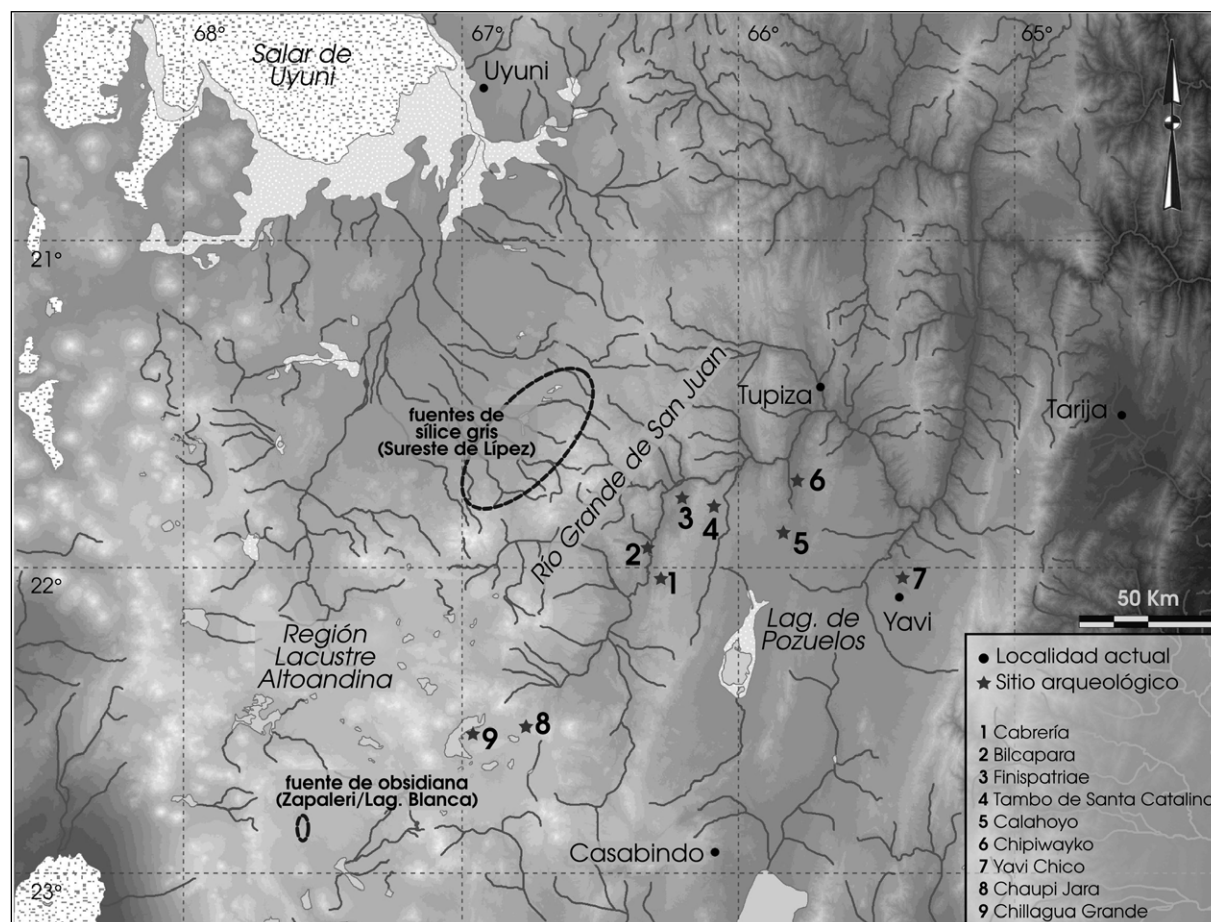 68°
67°
66°
65°
Salar de
Uyuni
Uyuni
21°
fuentes de
sílice gris
(Sureste de Lípez)
Río Grande de San Juan
Tupiza
Tarija
6
3
4
5
2
1
7
22°
Yavi
50 Km
Lag. de
Pozuelos
Región
Lacustre
Altoandina
8
9
fuente de obsidiana
(Zapaleri/Lag. Blanca)
Casabindo
23°
Localidad actual
Sitio arqueológico
1 Cabrería
2 Bilcapara
3 Finispatriae
4 Tambo de Santa Catalina
5 Calahoyo
6 Chipiwayko
7 Yavi Chico
8 Chaupi Jara
9 Chillagua Grande